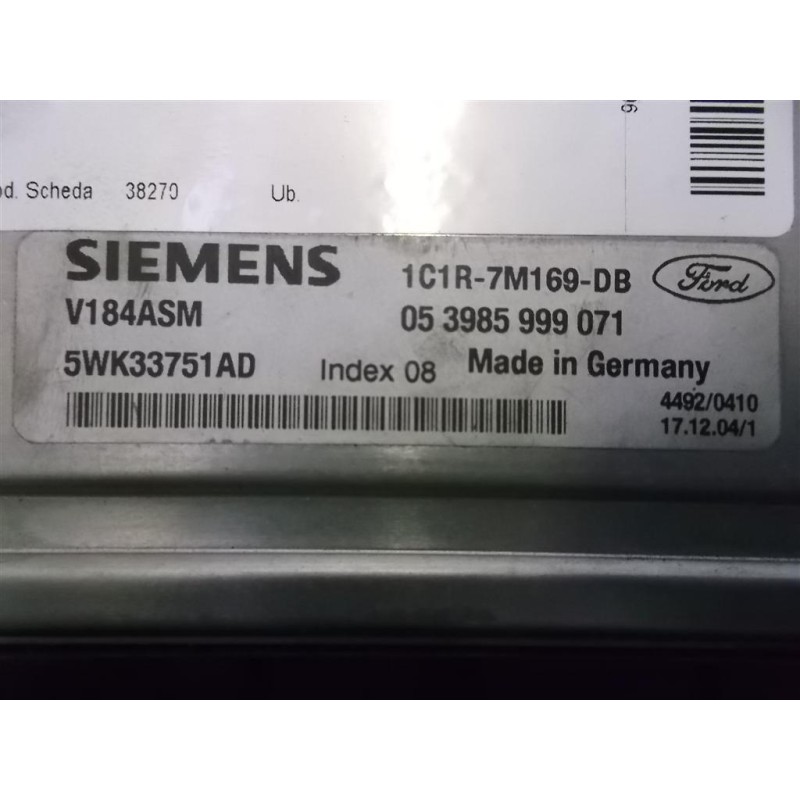 Scheda 38270 Ub.
SIEMENS 1C1R-7M169-DB Ford
V184ASM 05 3985 999 071
5WK33751AD Index 08 Made in Germany
4492/0410
17.12.04/1